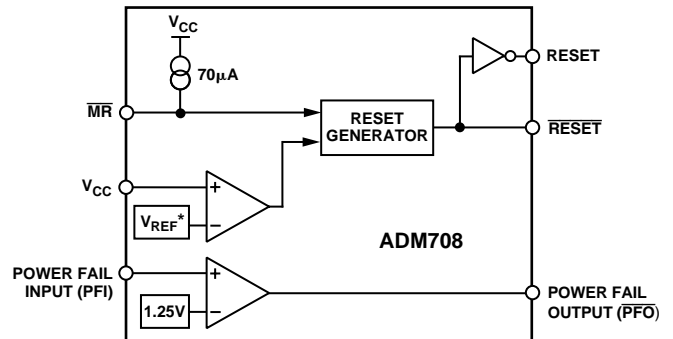 VCC
70µA
MR
RESET
GENERATOR
RESET
RESET
VCC
+
VREF*
−
ADM708
POWER FAIL
INPUT (PFI)
+
1.25V
−
POWER FAIL
OUTPUT (PFO)